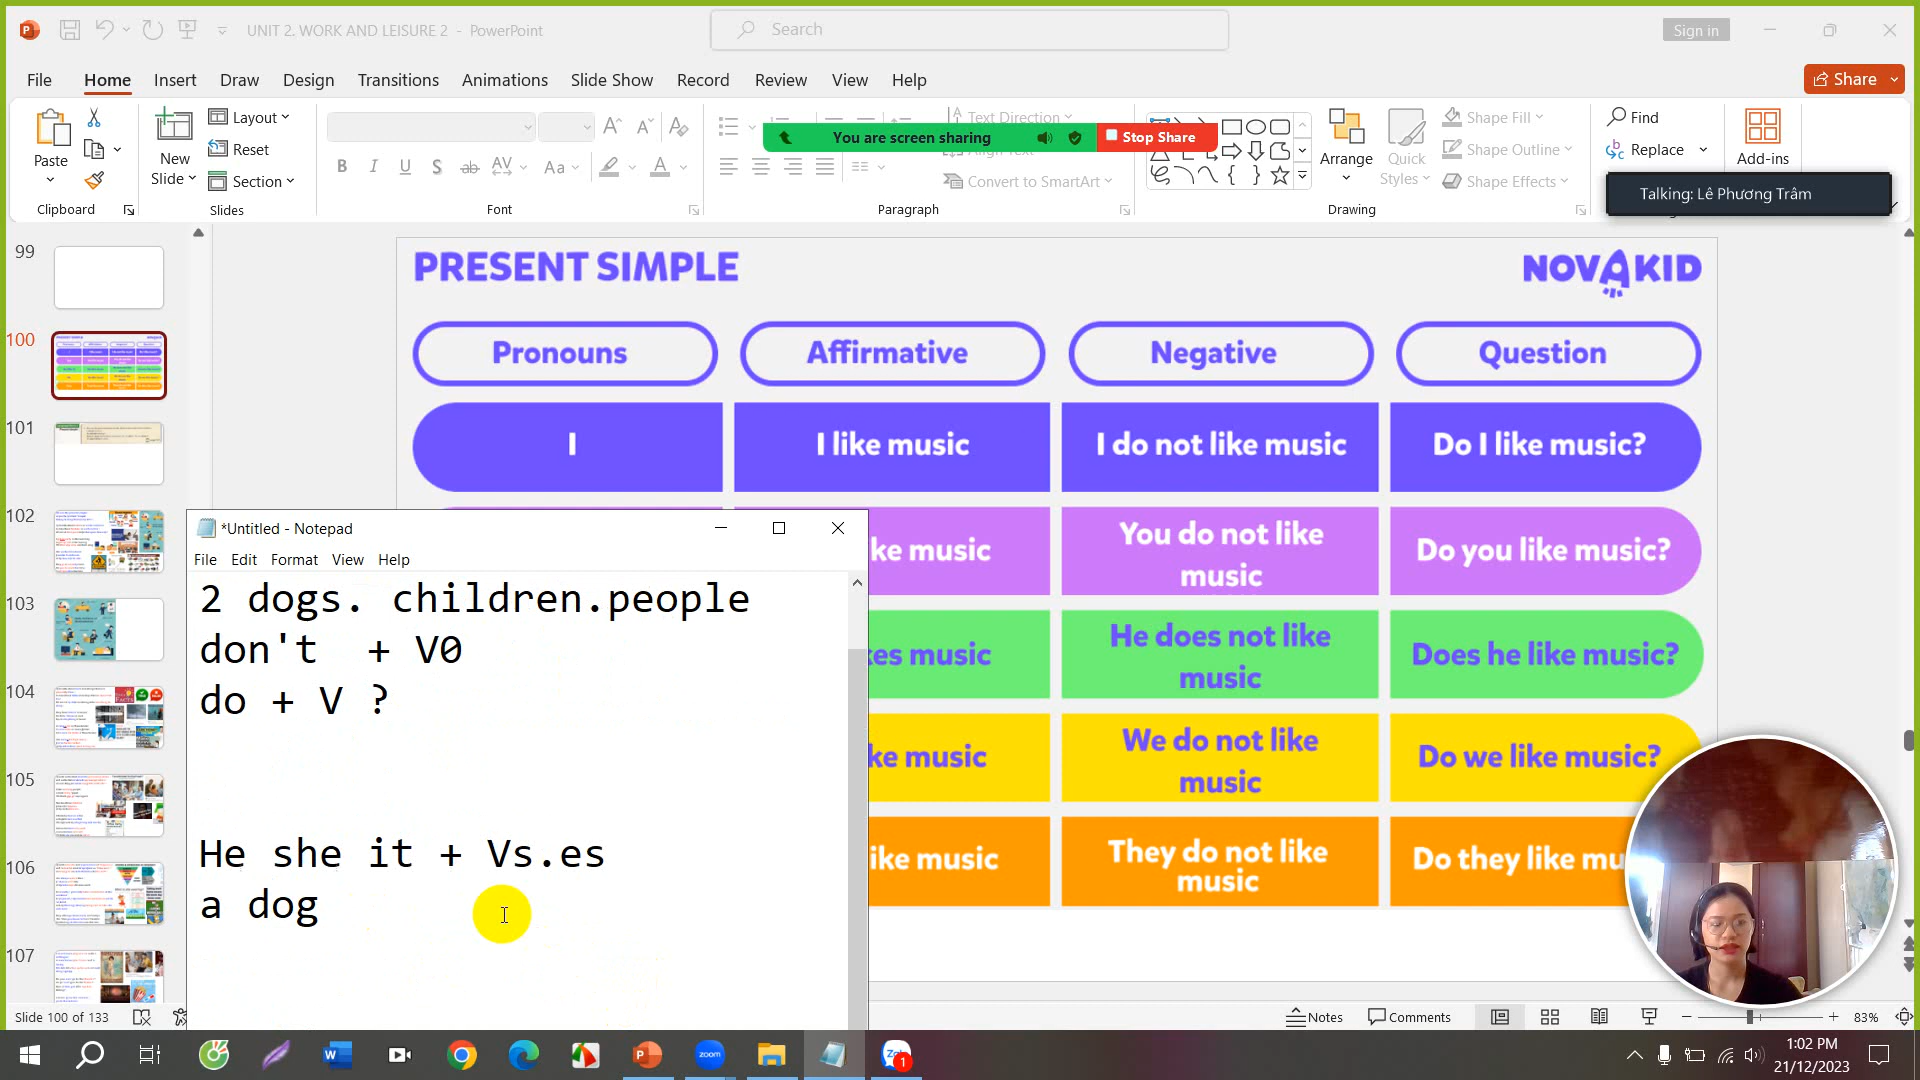 UNIT 2. WORK AND LEISURE 2 - PowerPoint
Search
Sign in
File Home Insert Draw Design Transitions Animations Slide Show Record Review View Help
Share
Paste
New Slide
Layout
Reset
Section
Text Direction
Convert to SmartArt
You are screen sharing
Stop Share
Arrange
Quick Styles
Shape Fill
Shape Outline
Shape Effects
Find
Replace
Add-ins
Talking: Lê Phương Trâm
Clipboard
Slides
Font
Paragraph
Drawing
99
100
101
102
103
104
105
106
107
PRESENT SIMPLE
NOVAKID
Pronouns Affirmative Negative Question
I I like music I do not like music Do I like music?
ke music You do not like music Do you like music?
es music He does not like music Does he like music?
ke music We do not like music Do we like music?
ike music They do not like music Do they like mu
*Untitled - Notepad
File Edit Format View Help
2 dogs. children.people
don't + V0
do + V ?
He she it + Vs.es
a dog
Slide 100 of 133
Notes
Comments
83%
zoom
1
1:02 PM
21/12/2023